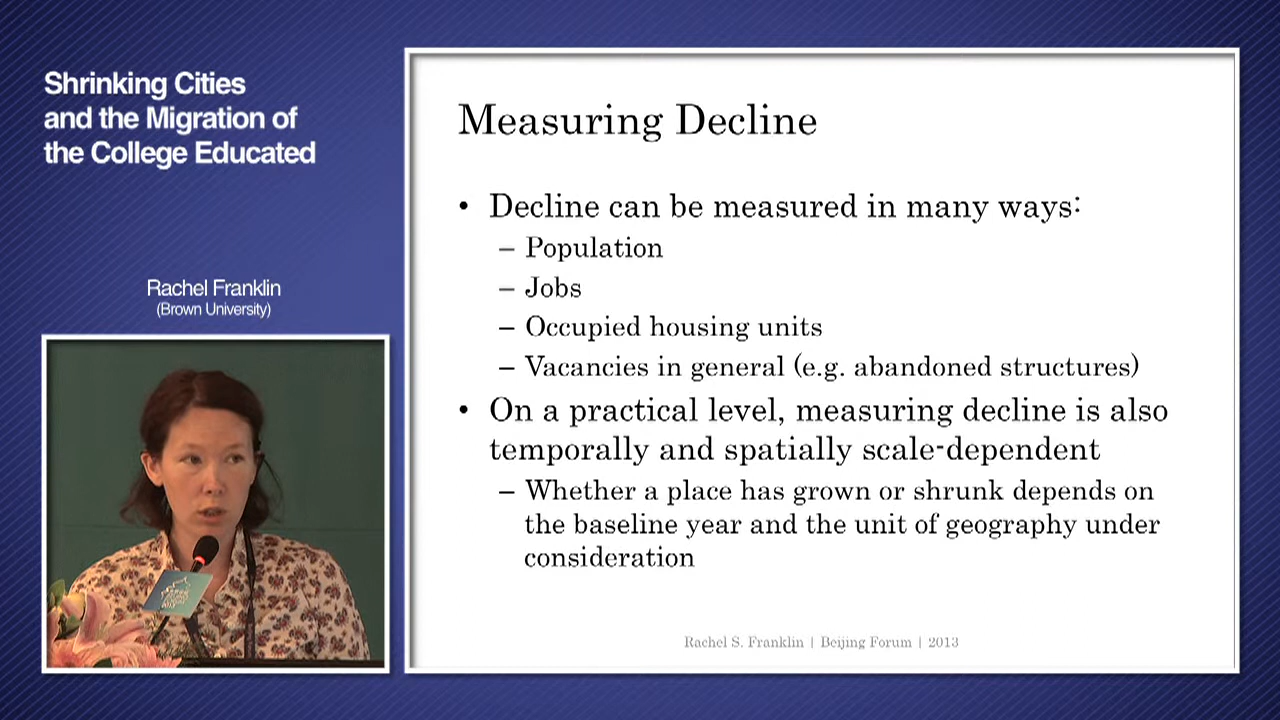 Shrinking Cities
and the Migration of
the College Educated
Rachel Franklin
(Brown University)
Measuring Decline
• Decline can be measured in many ways:
– Population
– Jobs
– Occupied housing units
– Vacancies in general (e.g. abandoned structures)
• On a practical level, measuring decline is also
temporally and spatially scale-dependent
– Whether a place has grown or shrunk depends on
the baseline year and the unit of geography under
consideration
Rachel S. Franklin | Beijing Forum | 2013